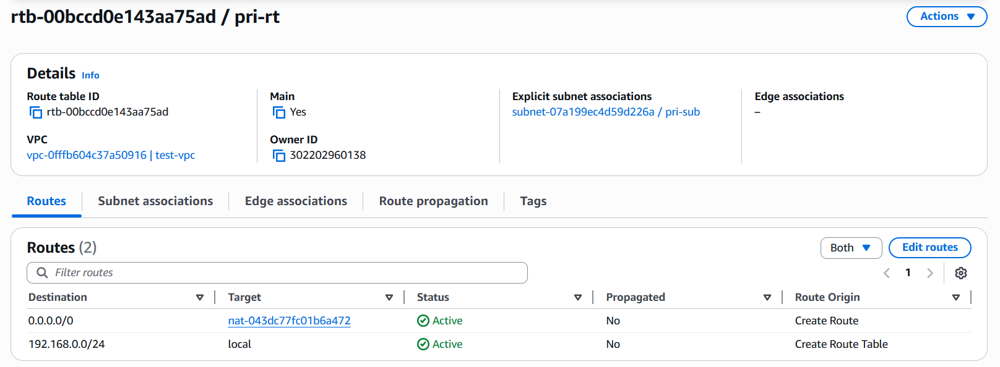 rtb-00bccd0e143aa75ad / pri-rt
Actions
Details Info
Route table ID
rtb-00bccd0e143aa75ad
Main
Yes
Explicit subnet associations
subnet-07a199ec4d59d226a / pri-sub
Edge associations
–
VPC
vpc-0fffb604c37a50916 | test-vpc
Owner ID
302202960138
Routes Subnet associations Edge associations Route propagation Tags
Routes (2)
Both
Edit routes
Filter routes
1
Destination Target Status Propagated Route Origin
0.0.0.0/0 nat-043dc77fc01b6a472 Active No Create Route
192.168.0.0/24 local Active No Create Route Table